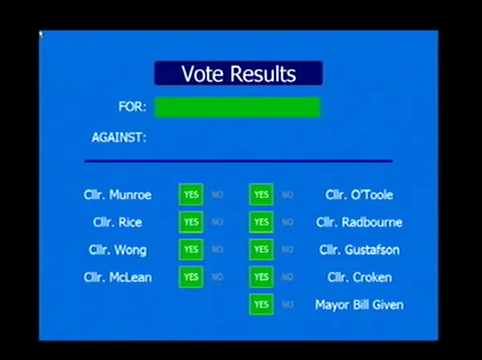 Vote Results
FOR:
AGAINST:
Cllr. Munroe YES NO YES NO Cllr. O'Toole
Cllr. Rice YES NO YES NO Cllr. Radbourne
Cllr. Wong YES NO YES NO Cllr. Gustafson
Cllr. McLean YES NO YES NO Cllr. Croken
YES NO Mayor Bill Given